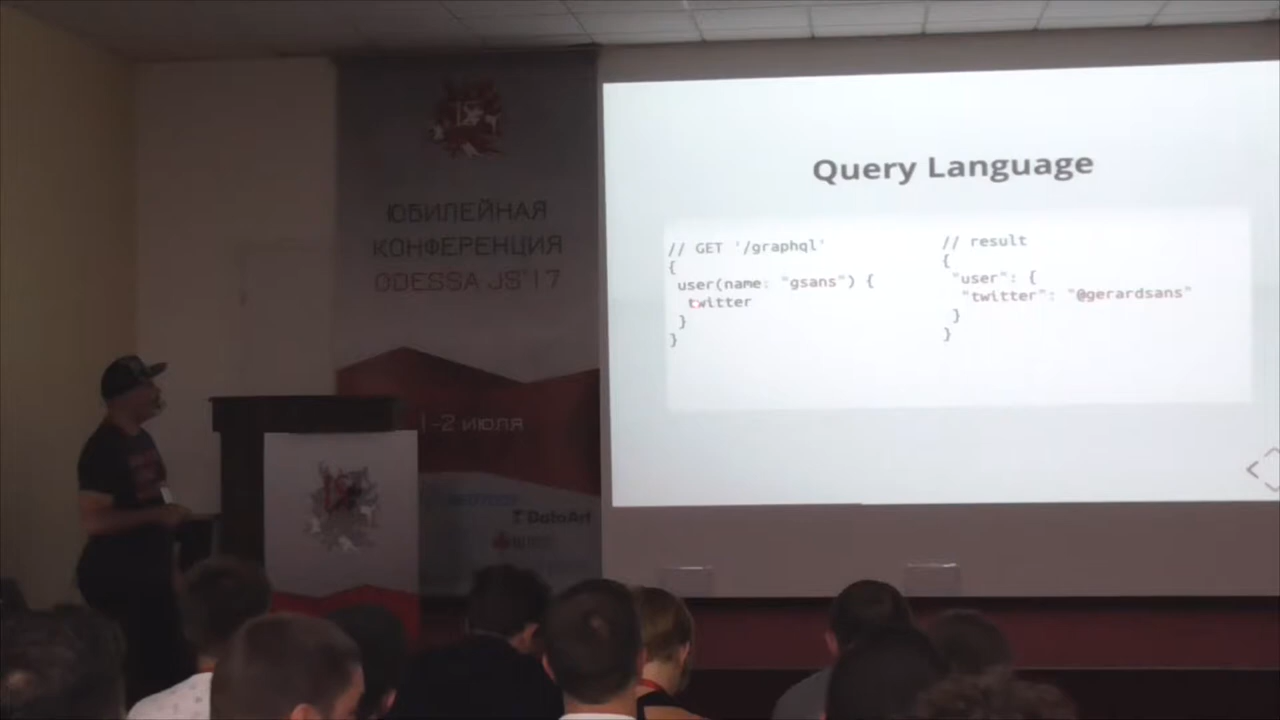 ЮБИЛЕЙНАЯ
КОНФЕРЕНЦИЯ
ODESSA JS'17
1-2 июля
DataArt
Query Language
// GET '/graphql'
{
user(name: "gsans") {
twitter
}
}
// result
{
"user": {
"twitter": "@gerardsans"
}
}